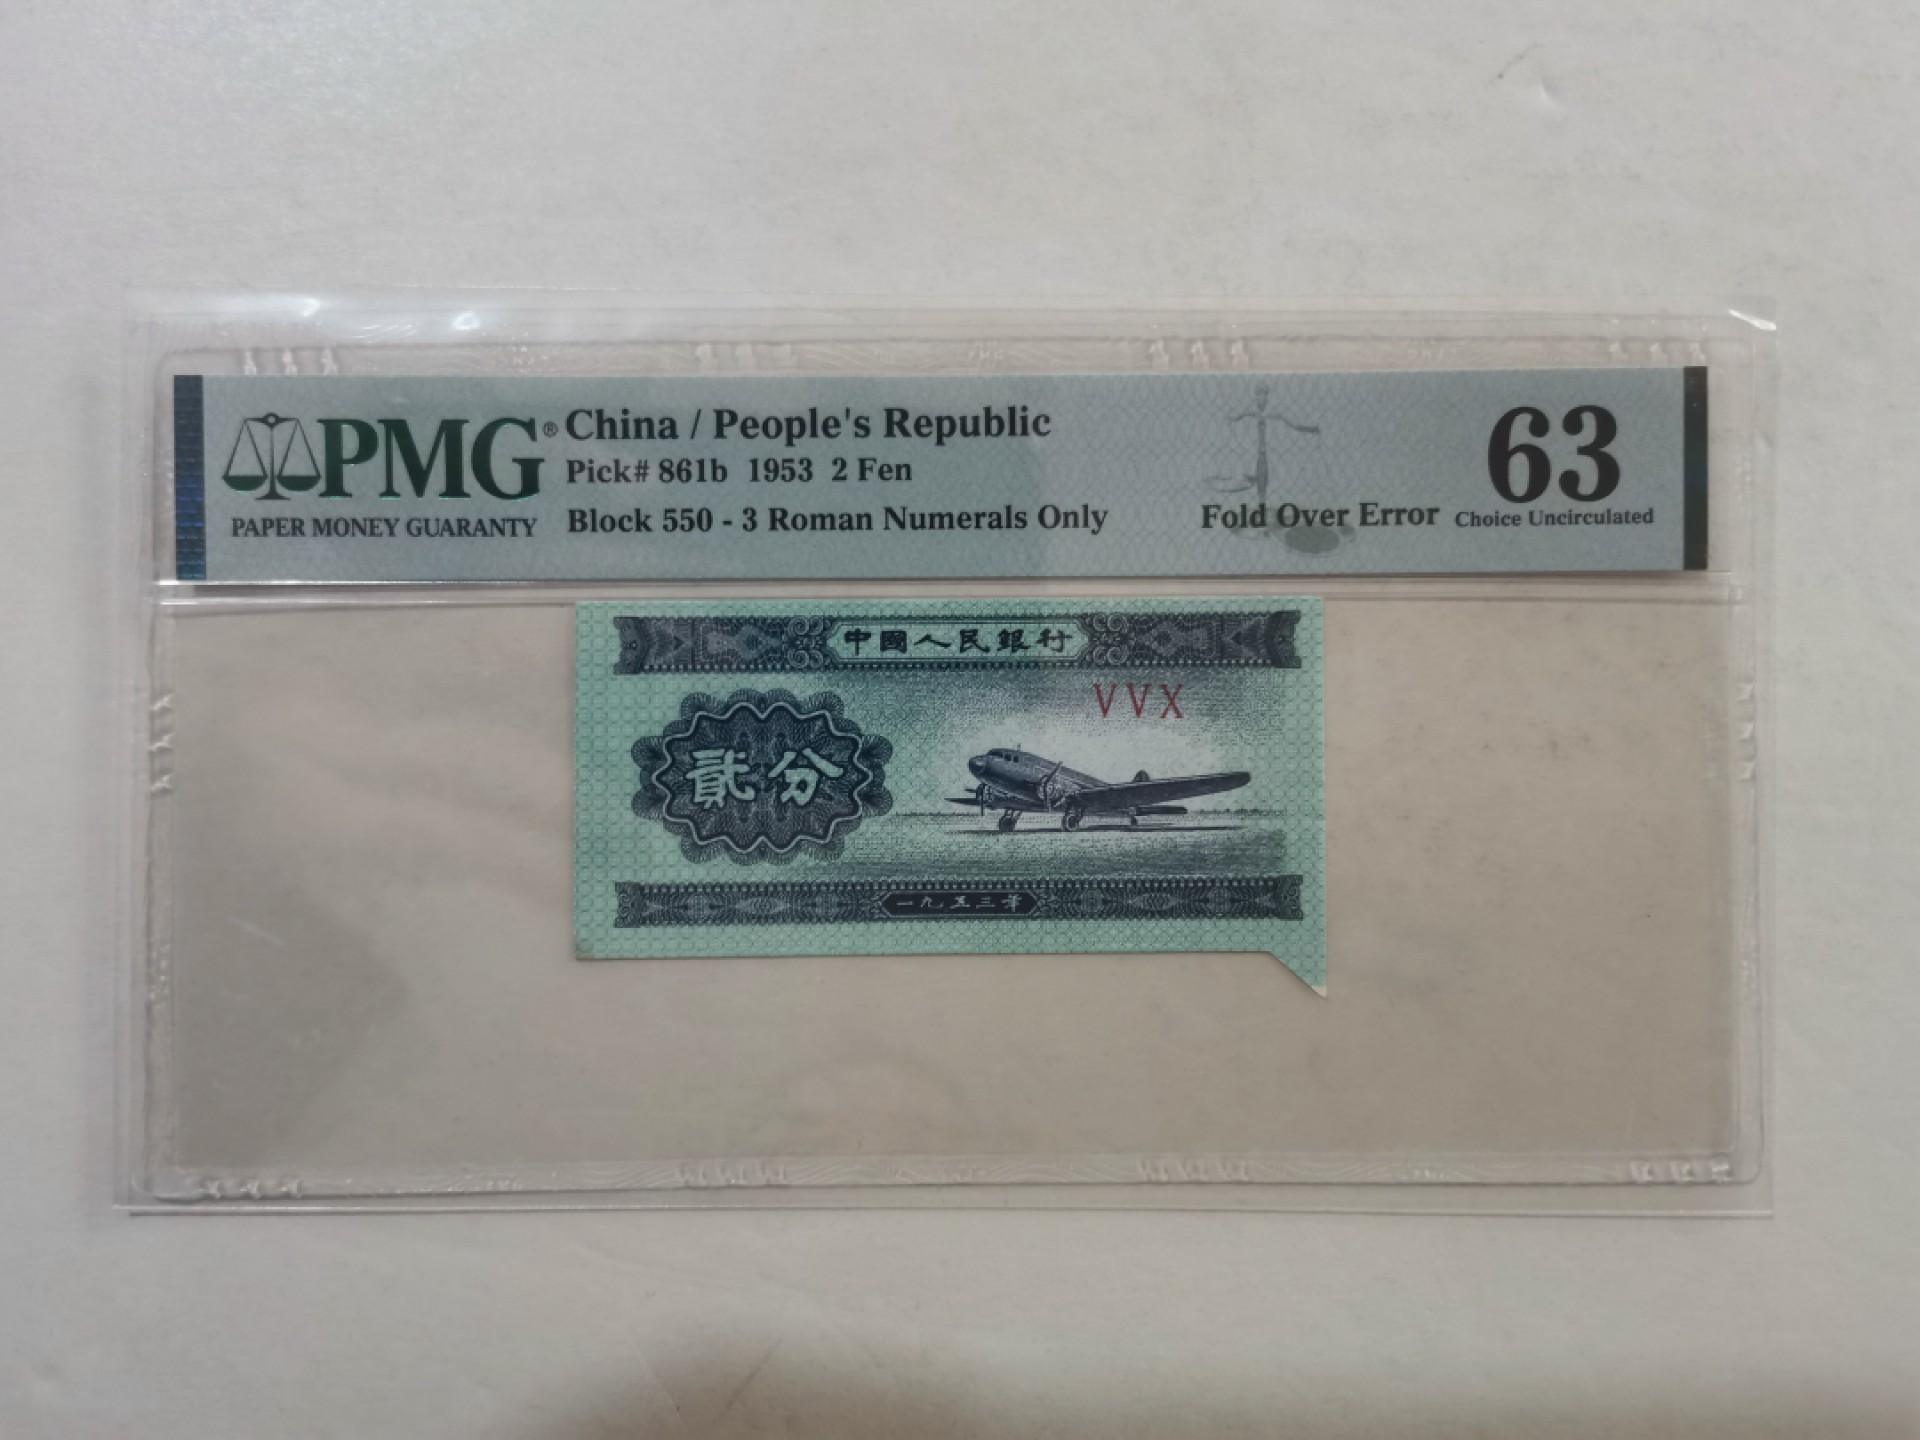 PMG®
PAPER MONEY GUARANTY
China / People's Republic
Pick# 861b 1953 2 Fen
Block 550 - 3 Roman Numerals Only
Fold Over Error
63
Choice Uncirculated
中國人民銀行
VVX
貳分
一九五三年